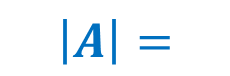 |A| =